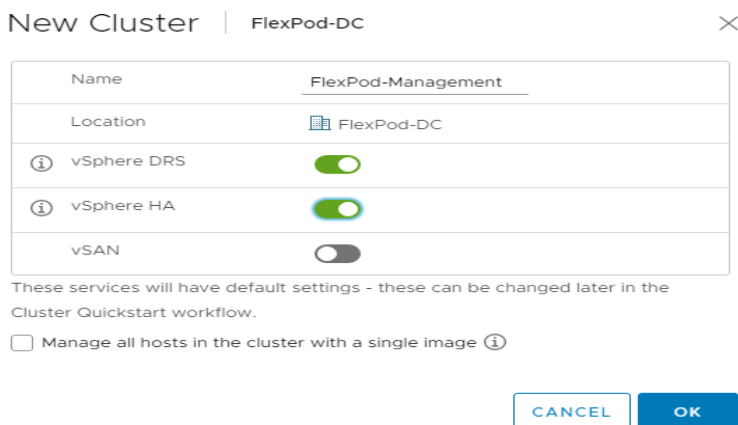 New Cluster | FlexPod-DC
Name FlexPod-Management
Location FlexPod-DC
vSphere DRS
vSphere HA
vSAN
These services will have default settings - these can be changed later in the
Cluster Quickstart workflow.
Manage all hosts in the cluster with a single image
CANCEL OK